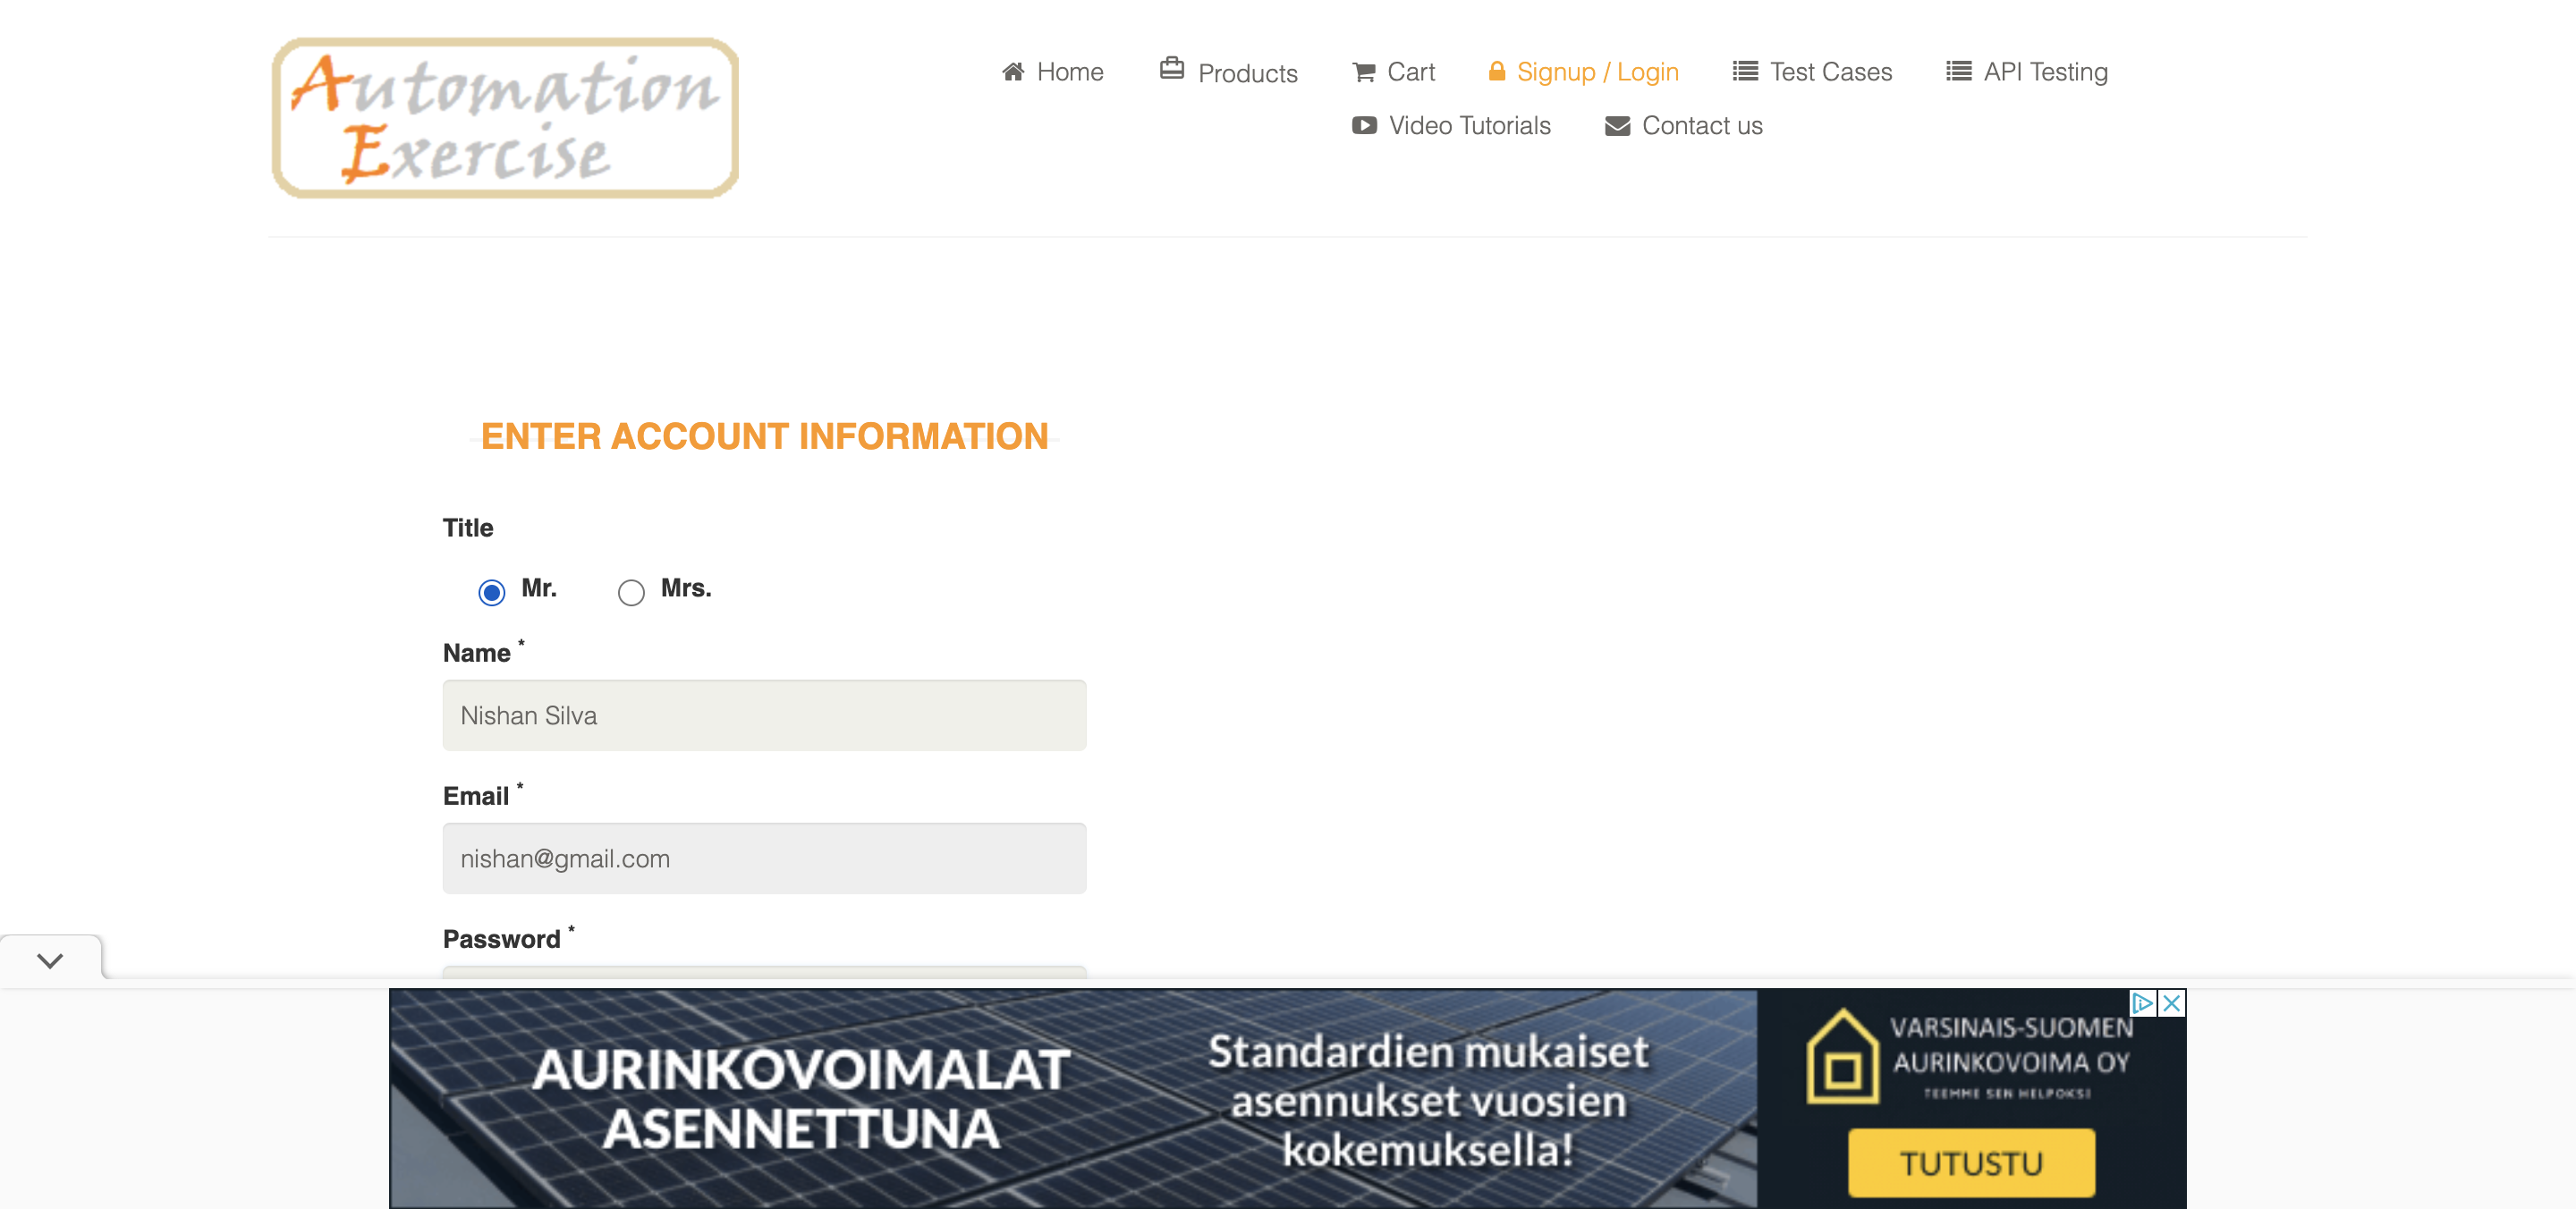 Automation
Exercise
Home
Products
Cart
Signup / Login
Test Cases
API Testing
Video Tutorials
Contact us
ENTER ACCOUNT INFORMATION
Title
Mr.
Mrs.
Name *
Nishan Silva
Email *
nishan@gmail.com
Password *
AURINKOVOIMALAT
ASENNETTUNA
Standardien mukaiset
asennukset vuosien
kokemuksella!
VARSINAIS-SUOMEN
AURINKOVOIMA OY
TEEMME SEN HELPOKSI
TUTUSTU